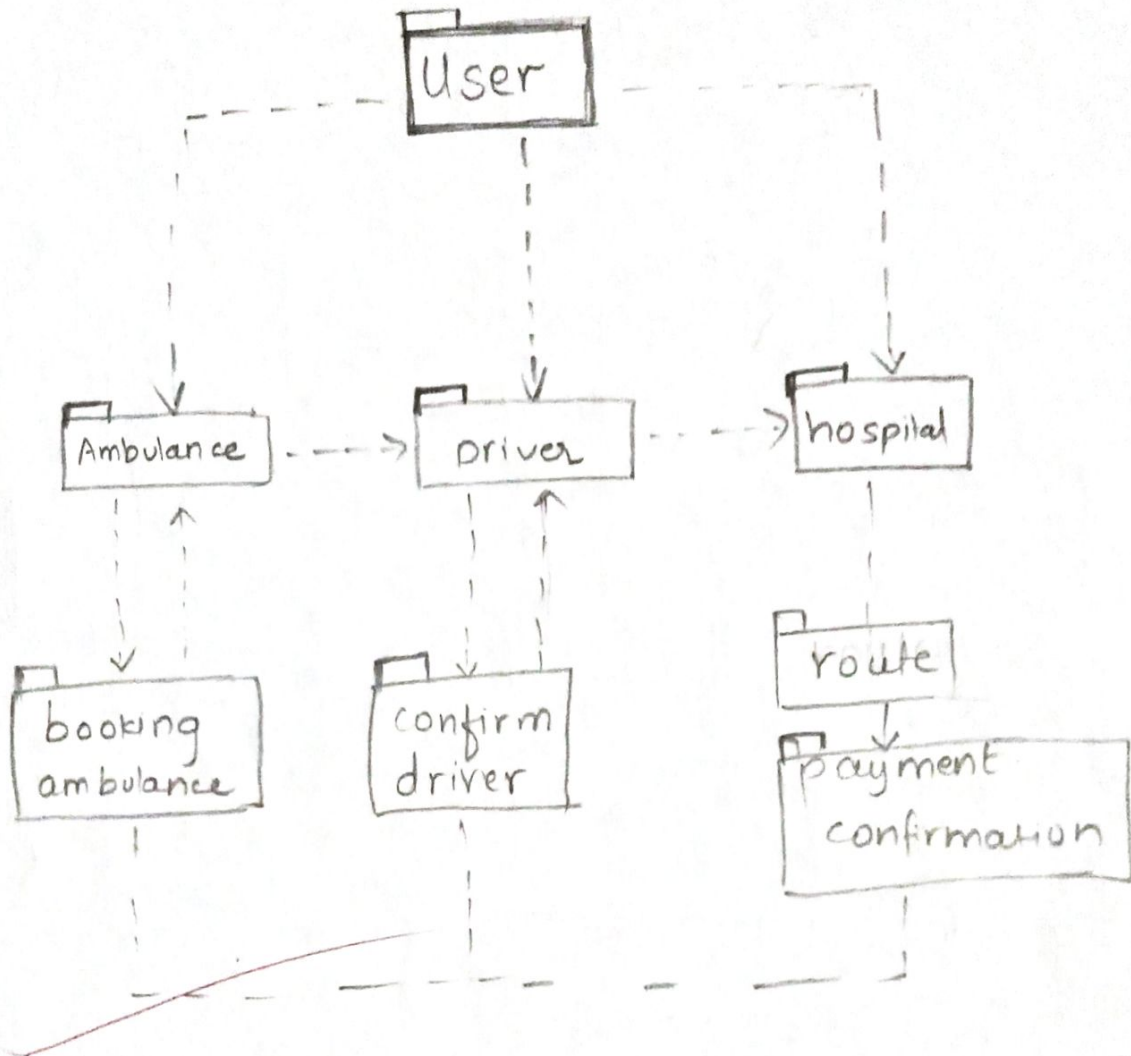 User
Ambulance
Driver
hospital
booking
ambulance
confirm
driver
route
payment
confirmation